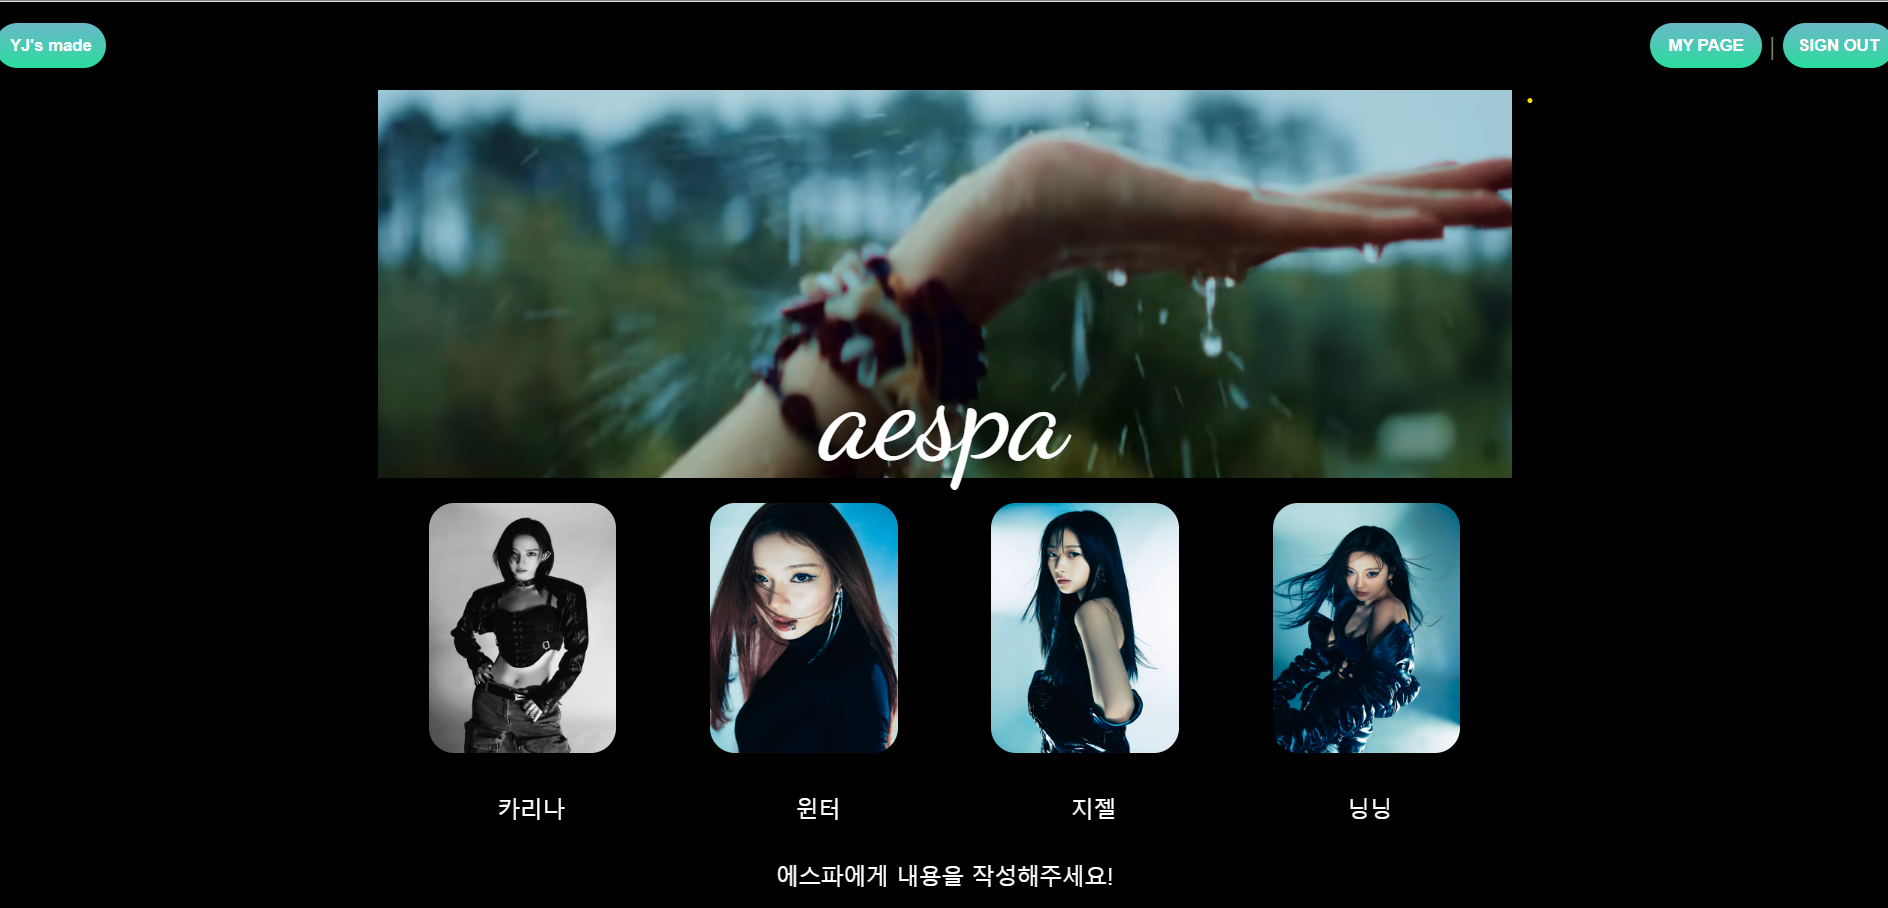 YJ's made
MY PAGE | SIGN OUT
aespa
카리나
윈터
지젤
닝닝
에스파에게 내용을 작성해주세요!